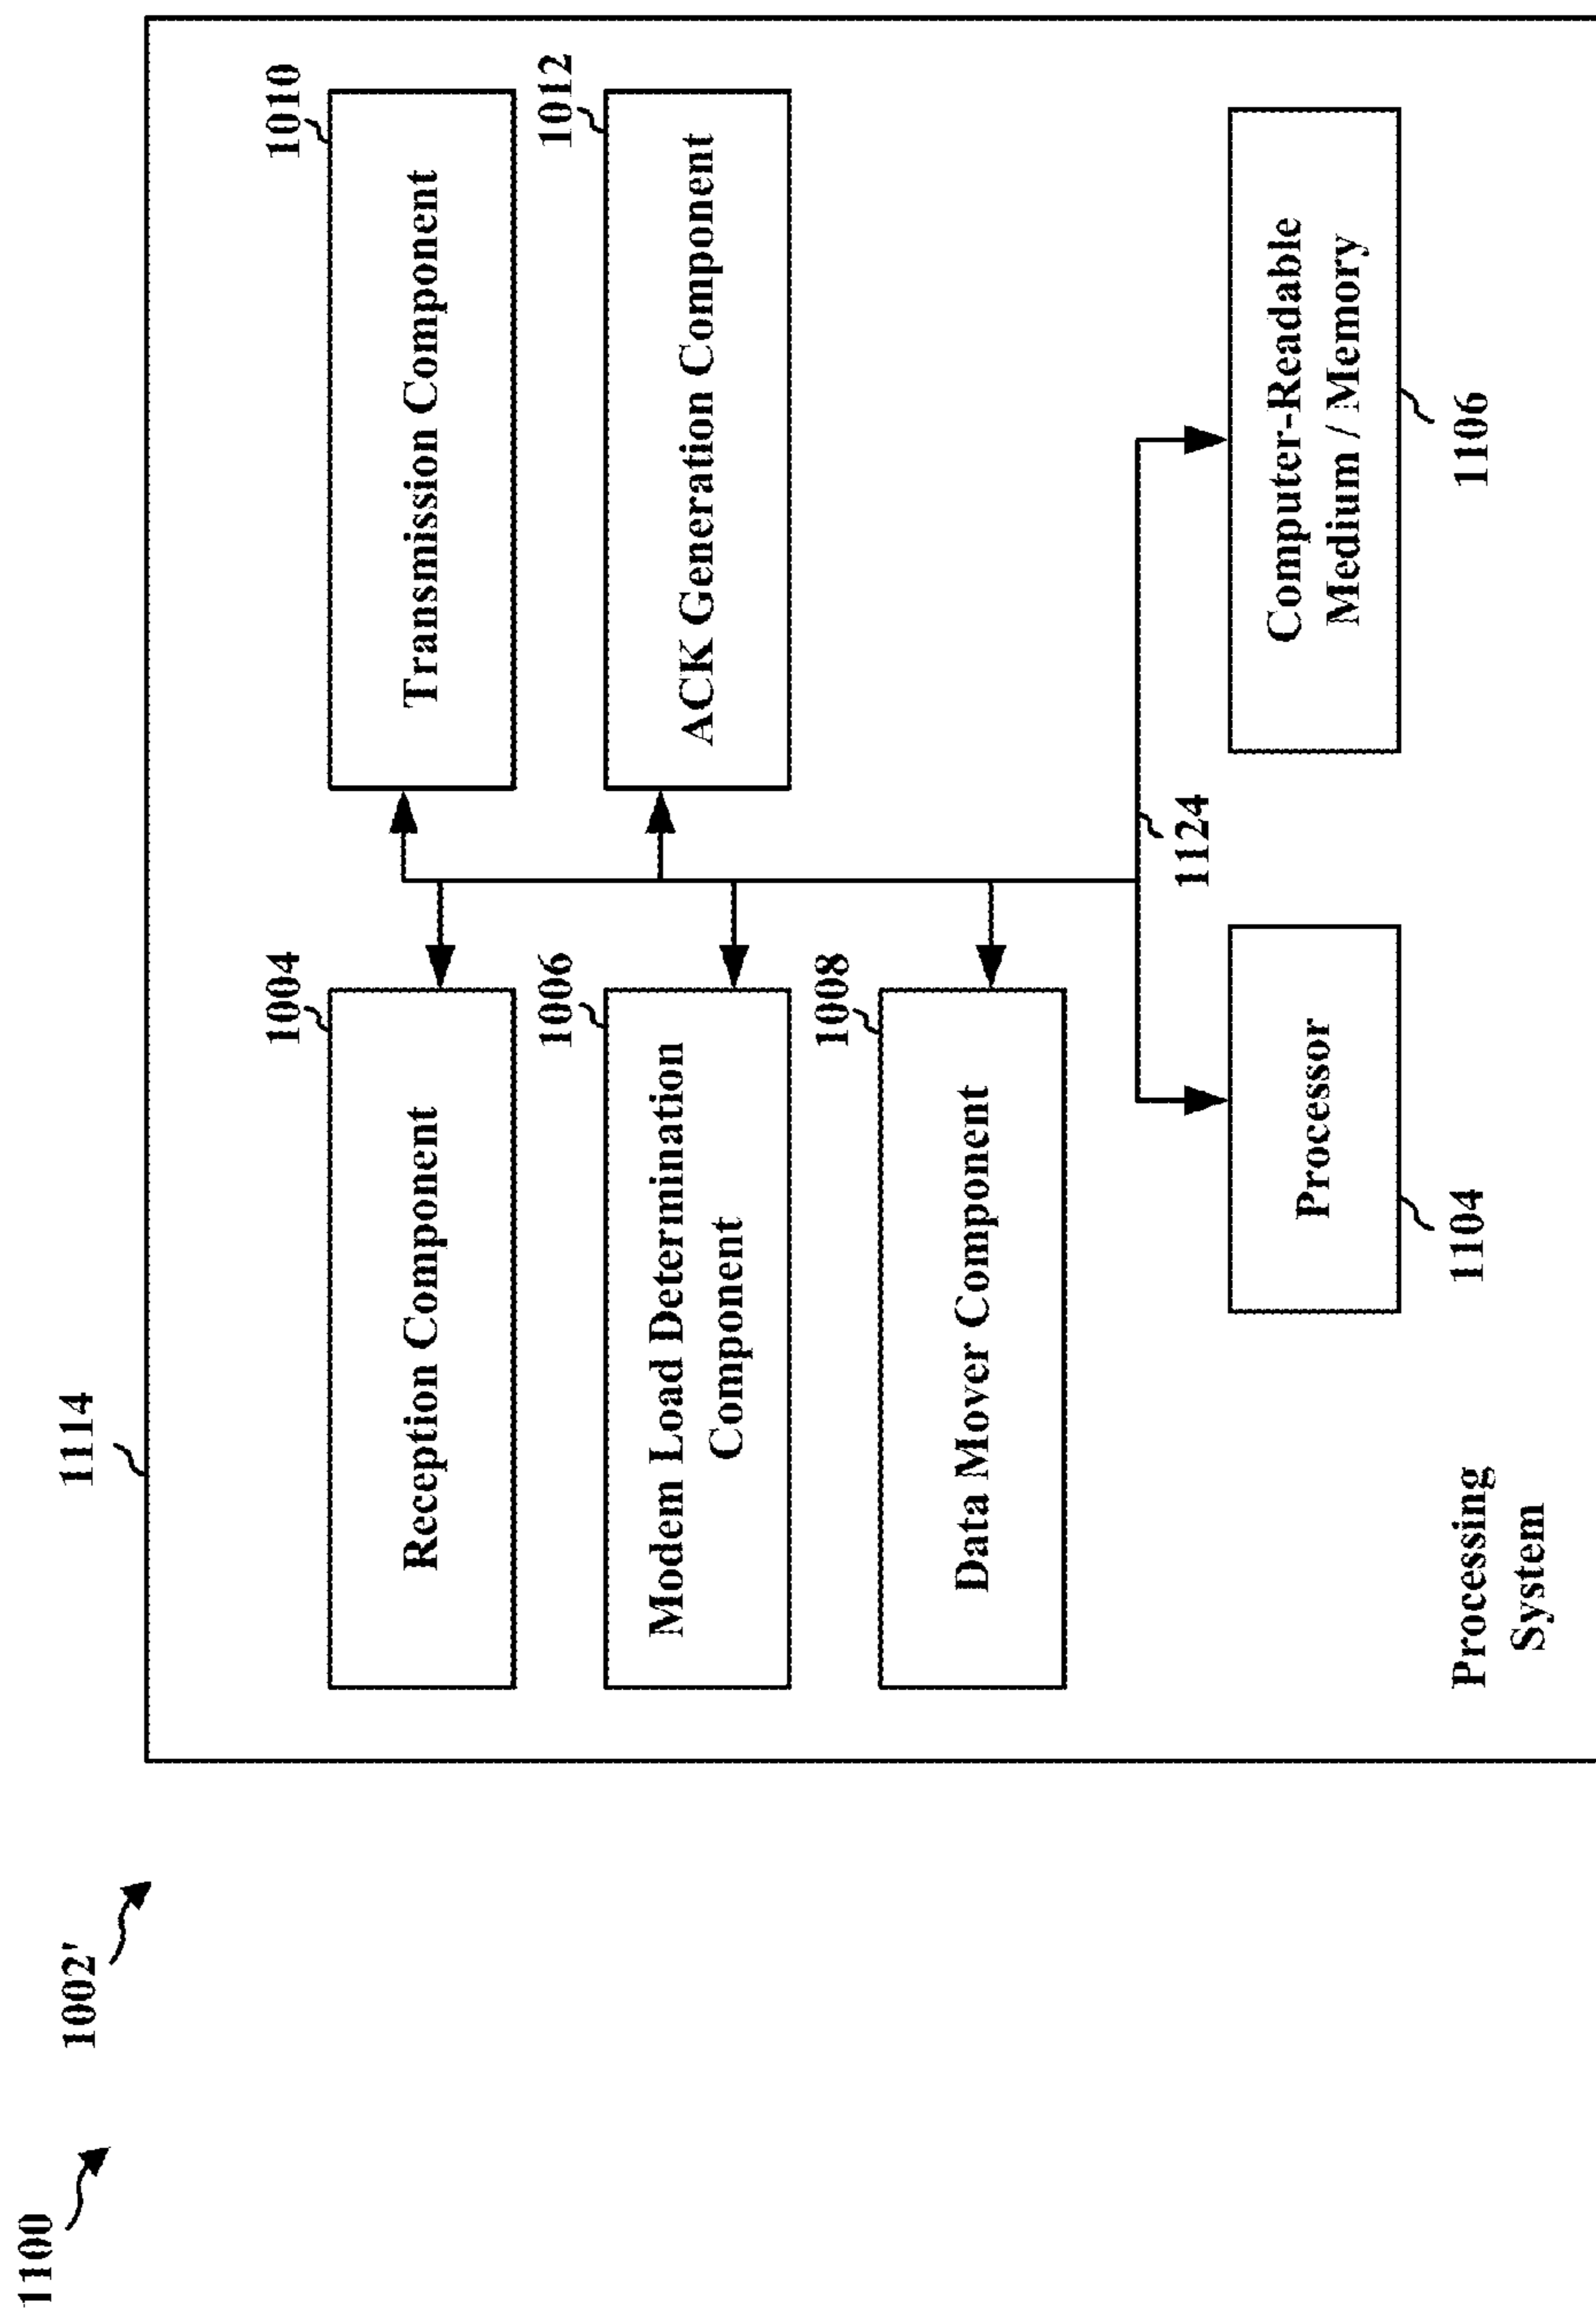 1100
1002'
1114
1004
Reception Component
1010
Transmission Component
1006
Modem Load Determination
Component
1012
ACK Generation Component
1008
Data Mover Component
1124
Processor
1104
Computer-Readable
Medium / Memory
1106
Processing
System